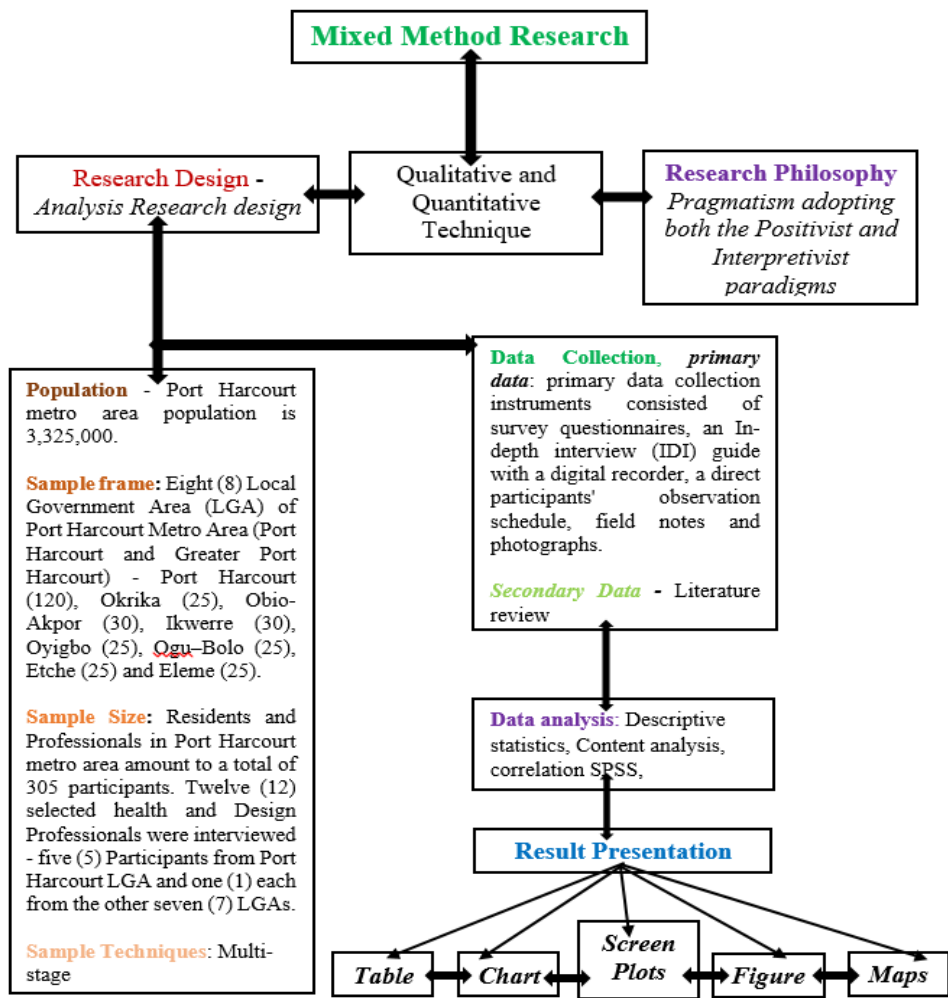 Mixed Method Research
Research Design -
Analysis Research design
Qualitative and
Quantitative
Technique
Research Philosophy
Pragmatism adopting
both the Positivist and
Interpretivist
paradigms
Population - Port Harcourt
metro area population is
3,325,000.
Sample frame: Eight (8) Local
Government Area (LGA) of
Port Harcourt Metro Area (Port
Harcourt and Greater Port
Harcourt) - Port Harcourt
(120), Okrika (25), Obio-
Akpor (30), Ikwerre (30),
Oyigbo (25), Ogu–Bolo (25),
Etche (25) and Eleme (25).
Sample Size: Residents and
Professionals in Port Harcourt
metro area amount to a total of
305 participants. Twelve (12)
selected health and Design
Professionals were interviewed
- five (5) Participants from Port
Harcourt LGA and one (1) each
from the other seven (7) LGAs.
Sample Techniques: Multi-
stage
Data Collection, primary
data: primary data collection
instruments consisted of
survey questionnaires, an In-
depth interview (IDI) guide
with a digital recorder, a direct
participants' observation
schedule, field notes and
photographs.
Secondary Data - Literature
review
Data analysis: Descriptive
statistics, Content analysis,
correlation SPSS,
Result Presentation
Table
Chart
Screen
Plots
Figure
Maps